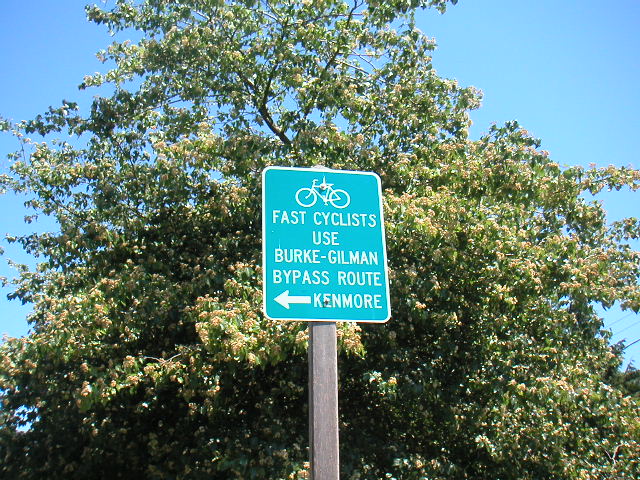 FAST CYCLISTS
USE
BURKE-GILMAN
BYPASS ROUTE
KENMORE